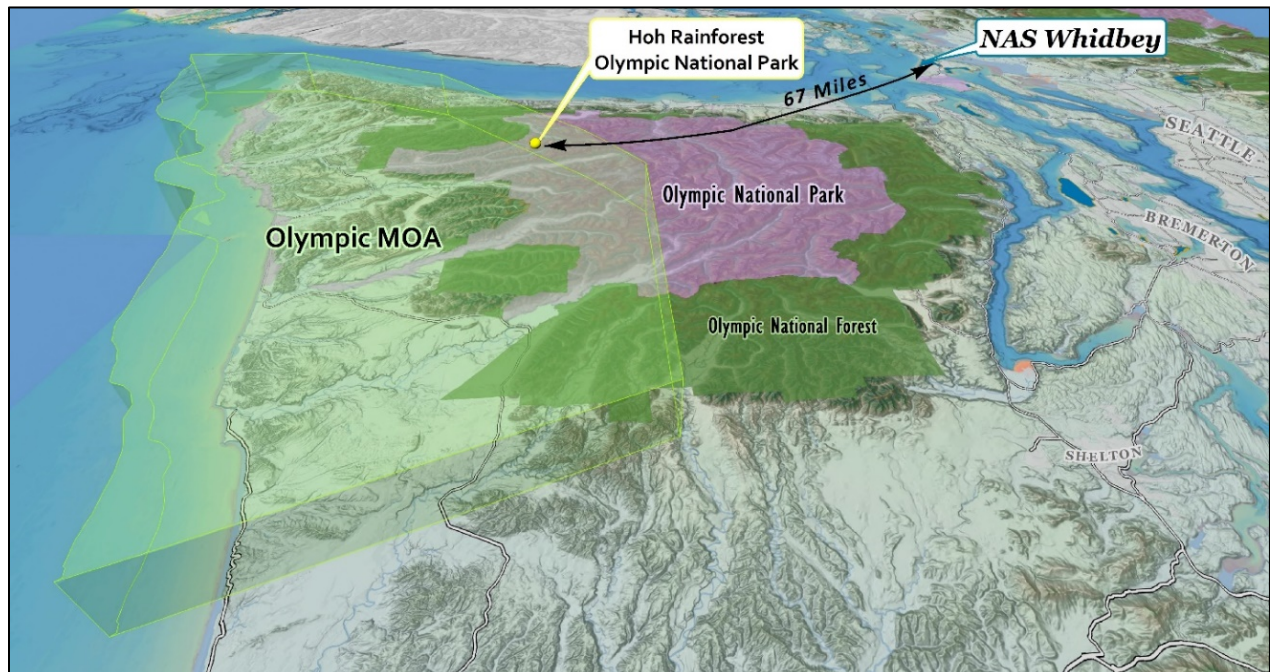 Hoh Rainforest
Olympic National Park
NAS Whidbey
67 Miles
SEATTLE
Olympic National Park
BREMERTON
Olympic MOA
Olympic National Forest
SHELTON